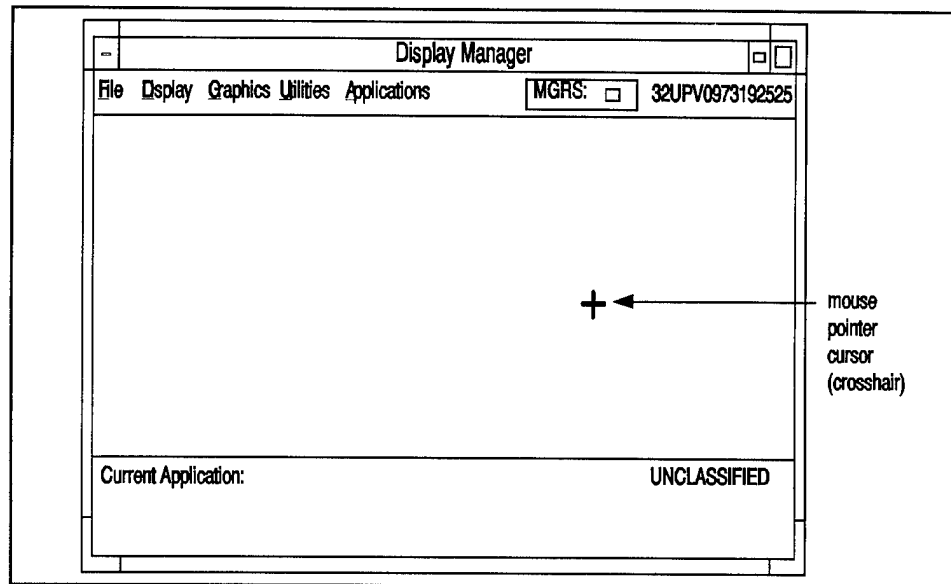 Display Manager
File Display Graphics Utilities Applications MGRS: 32UPV0973192525
mouse
pointer
cursor
(crosshair)
Current Application: UNCLASSIFIED